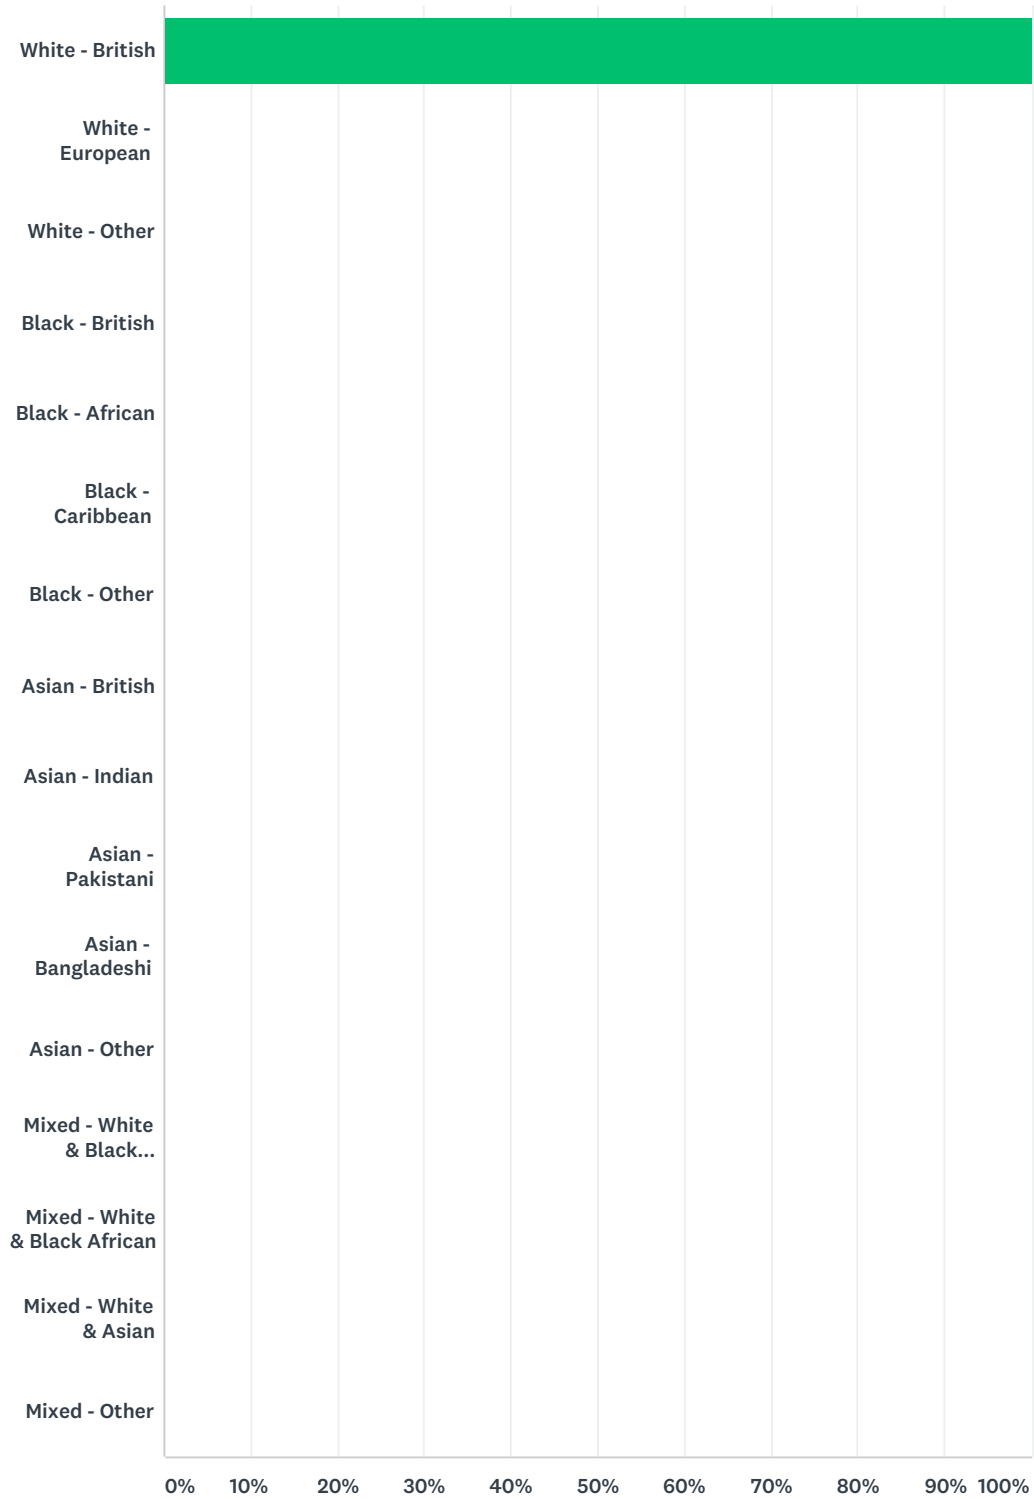 White - British
White -
European
White - Other
Black - British
Black - African
Black -
Caribbean
Black - Other
Asian - British
Asian - Indian
Asian -
Pakistani
Asian -
Bangladeshi
Asian - Other
Mixed - White
& Black...
Mixed - White
& Black African
Mixed - White
& Asian
Mixed - Other
0% 10% 20% 30% 40% 50% 60% 70% 80% 90% 100%